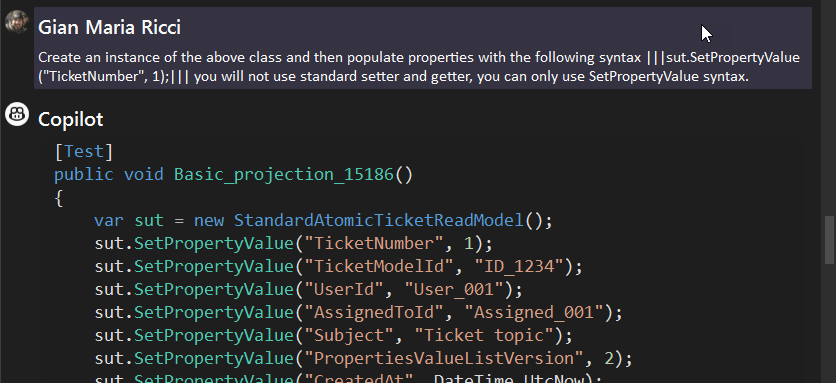 Gian Maria Ricci
Create an instance of the above class and then populate properties with the following syntax |||sut.SetPropertyValue
("TicketNumber", 1);||| you will not use standard setter and getter, you can only use SetPropertyValue syntax.
Copilot
[Test]
public void Basic_projection_15186()
{
var sut = new StandardAtomicTicketReadModel();
sut.SetPropertyValue("TicketNumber", 1);
sut.SetPropertyValue("TicketModelId", "ID_1234");
sut.SetPropertyValue("UserId", "User_001");
sut.SetPropertyValue("AssignedToId", "Assigned_001");
sut.SetPropertyValue("Subject", "Ticket topic");
sut.SetPropertyValue("PropertiesValueListVersion", 2);
sut.SetPropertyValue("CreatedAt", DateTime.UtcNow);